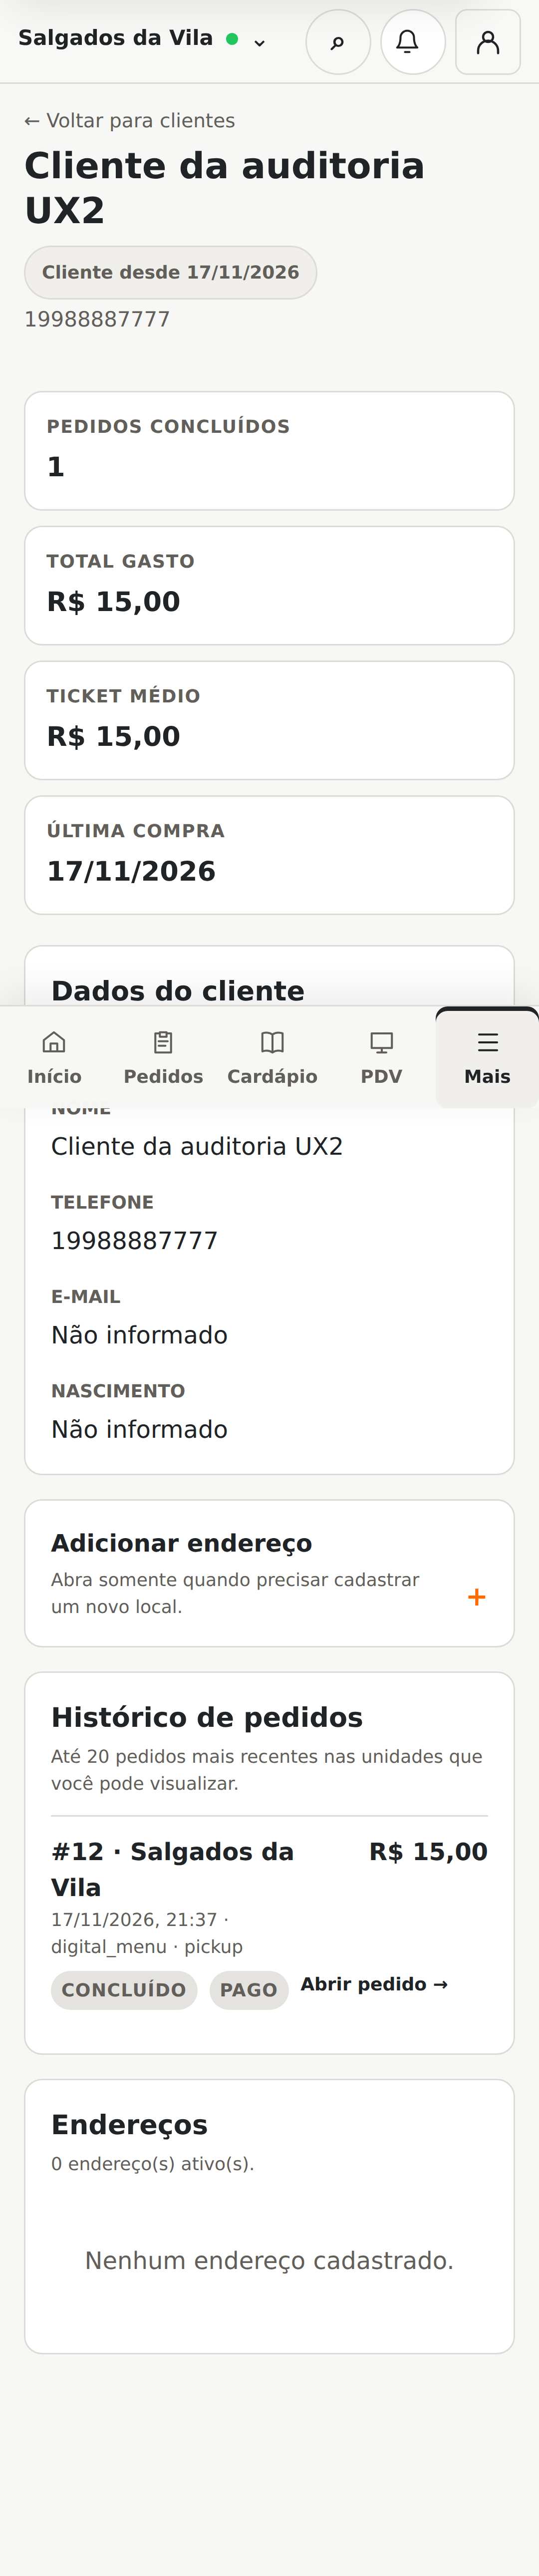 Salgados da Vila
← Voltar para clientes
Cliente da auditoria
UX2
Cliente desde 17/11/2026
19988887777
PEDIDOS CONCLUÍDOS
1
TOTAL GASTO
R$ 15,00
TICKET MÉDIO
R$ 15,00
ÚLTIMA COMPRA
17/11/2026
Dados do cliente
Início
Pedidos
Cardápio
PDV
Mais
NOME
Cliente da auditoria UX2
TELEFONE
19988887777
E-MAIL
Não informado
NASCIMENTO
Não informado
Adicionar endereço
Abra somente quando precisar cadastrar
um novo local.
+
Histórico de pedidos
Até 20 pedidos mais recentes nas unidades que
você pode visualizar.
#12 · Salgados da
Vila
R$ 15,00
17/11/2026, 21:37 ·
digital_menu · pickup
CONCLUÍDO
PAGO
Abrir pedido →
Endereços
0 endereço(s) ativo(s).
Nenhum endereço cadastrado.